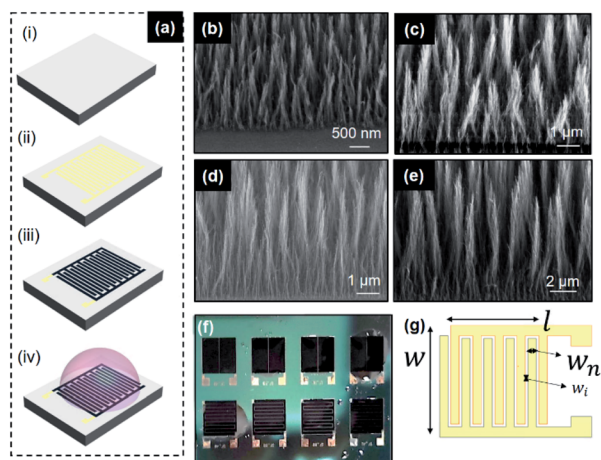 (a)
(i)
(ii)
(iii)
(iv)
(b)
500 nm
(c)
1 µm
(d)
1 µm
(e)
2 µm
(f)
(g)
l
w
wn
wi